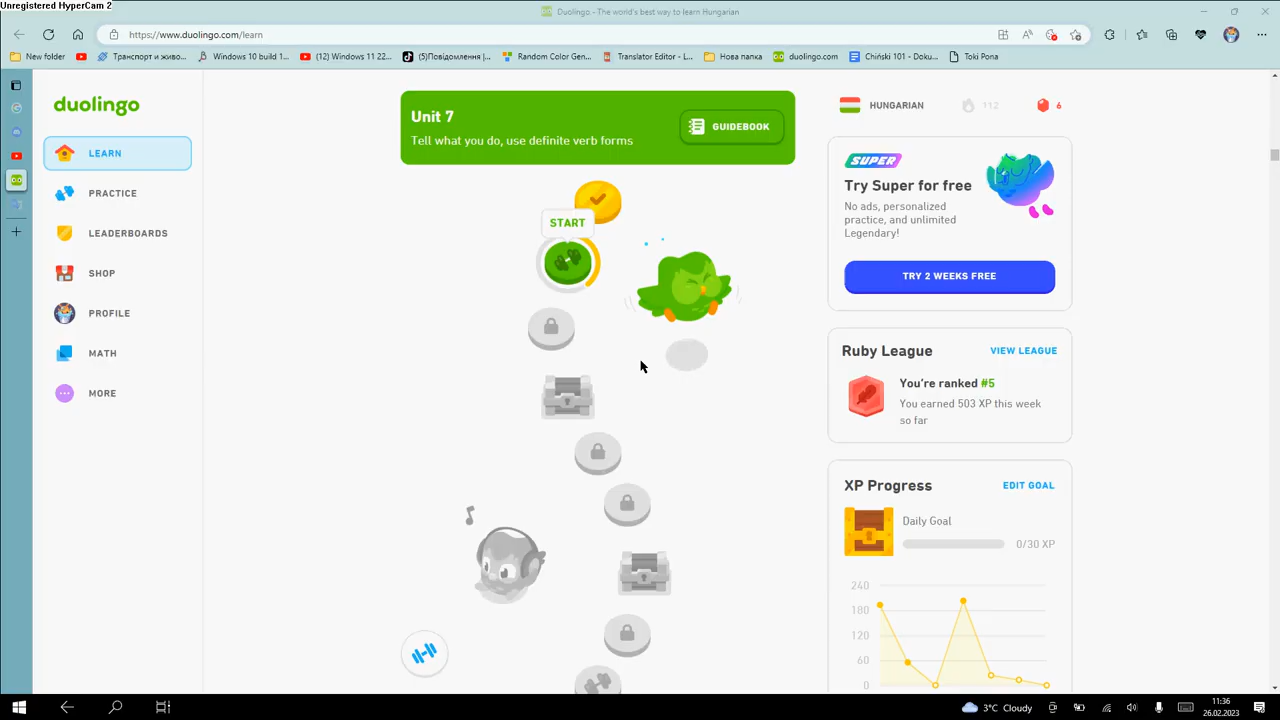 Unregistered HyperCam 2
Duolingo - The world's best way to learn Hungarian
https://www.duolingo.com/learn
New folder
Транспорт и живо...
Windows 10 build 1...
(12) Windows 11 22...
(5)Повідомлення |...
Random Color Gen...
Translator Editor - L...
Нова папка
duolingo.com
Chiński 101 - Doku...
Toki Pona
duolingo
LEARN
PRACTICE
LEADERBOARDS
SHOP
PROFILE
MATH
MORE
Unit 7
Tell what you do, use definite verb forms
GUIDEBOOK
START
HUNGARIAN
112
6
SUPER
Try Super for free
No ads, personalized
practice, and unlimited
Legendary!
TRY 2 WEEKS FREE
Ruby League
VIEW LEAGUE
You're ranked #5
You earned 503 XP this week
so far
XP Progress
EDIT GOAL
Daily Goal
0/30 XP
240
180
120
60
0
3°C Cloudy
11:36
26.02.2023